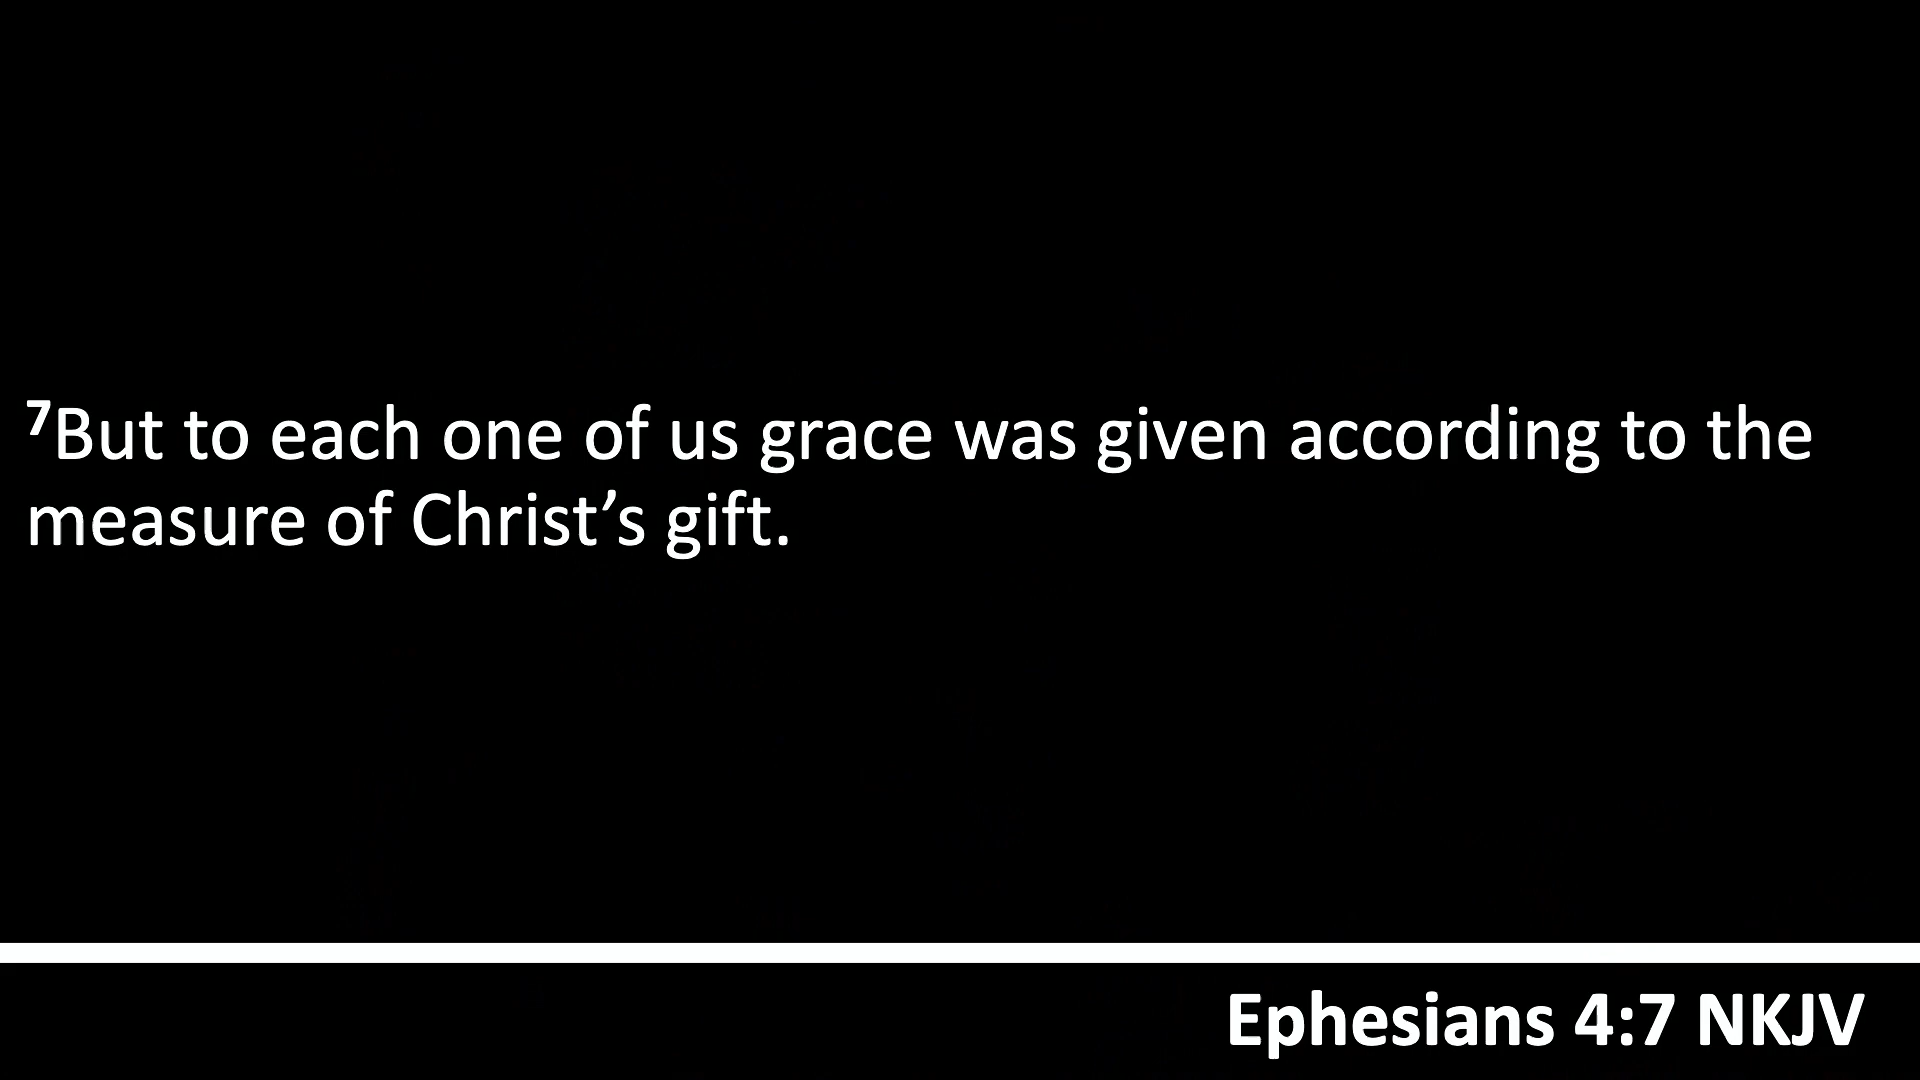 ⁷But to each one of us grace was given according to the
measure of Christ’s gift.
Ephesians 4:7 NKJV